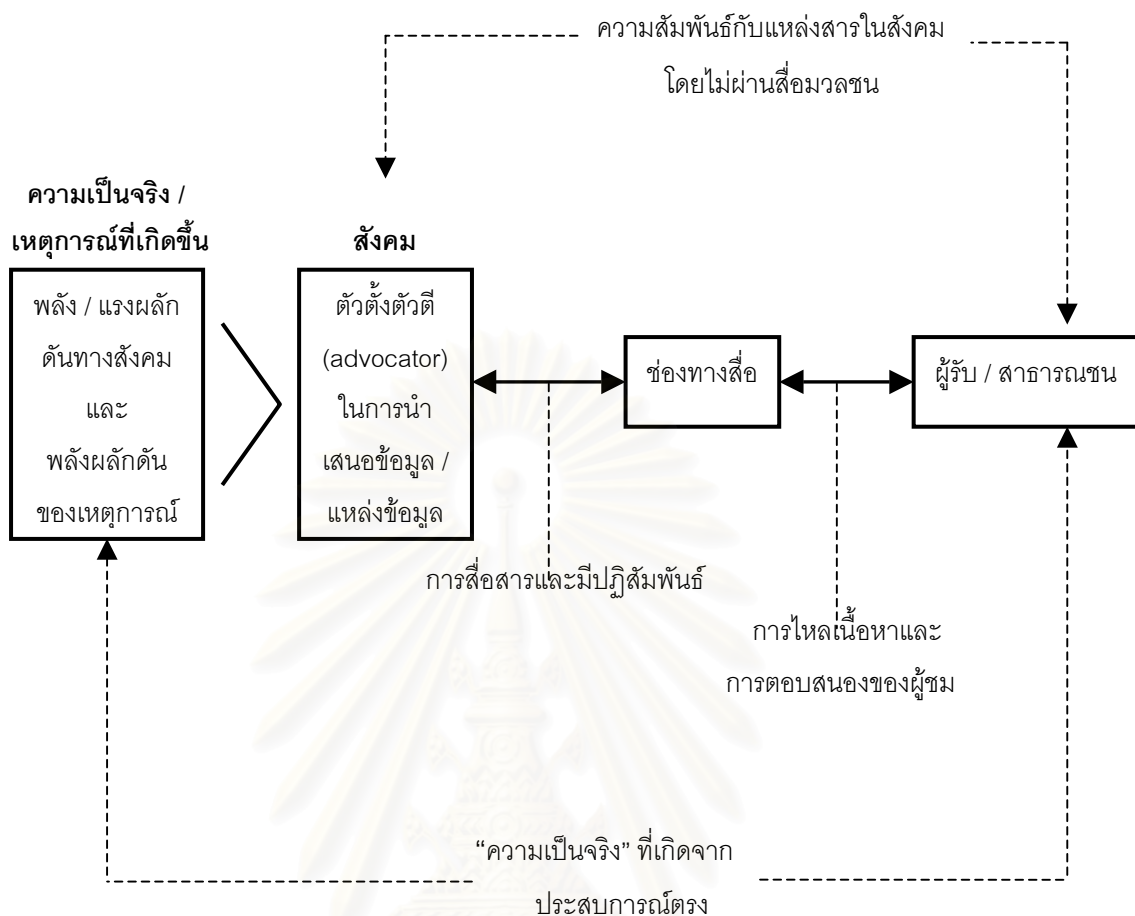 ความสัมพันธ์กับแหล่งสารในสังคม
โดยไม่ผ่านสื่อมวลชน
ความเป็นจริง /
เหตุการณ์ที่เกิดขึ้น
พลัง / แรงผลัก
ดันทางสังคม
และ
พลังผลักดัน
ของเหตุการณ์
สังคม
ตัวตั้งตัวตี
(advocator)
ในการนำ
เสนอข้อมูล /
แหล่งข้อมูล
ช่องทางสื่อ
ผู้รับ / สาธารณชน
การสื่อสารและมีปฏิสัมพันธ์
การไหลเนื้อหาและ
การตอบสนองของผู้ชม
“ความเป็นจริง” ที่เกิดจาก
ประสบการณ์ตรง